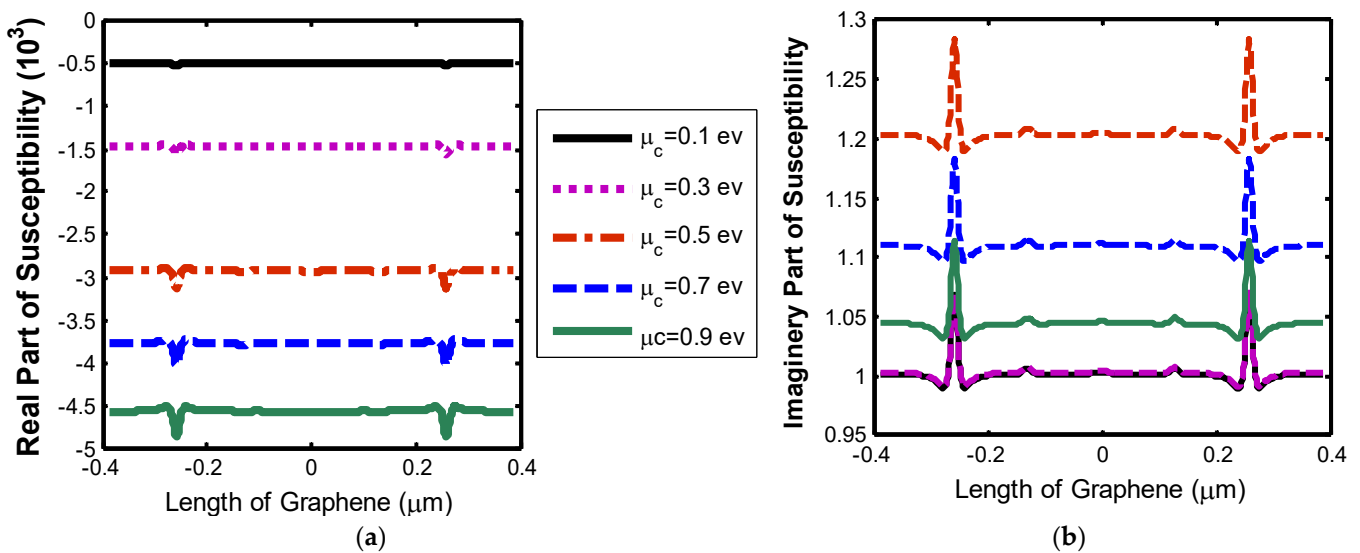 Real Part of Susceptibility (10³)
0
-0.5
-1
-1.5
-2
-2.5
-3
-3.5
-4
-4.5
-5
-0.4
-0.2
0
0.2
0.4
Length of Graphene (μm)
(a)
μc=0.1 ev
μc=0.3 ev
μc=0.5 ev
μc=0.7 ev
μc=0.9 ev
Imaginery Part of Susceptibility
1.3
1.25
1.2
1.15
1.1
1.05
1
0.95
-0.4
-0.2
0
0.2
0.4
Length of Graphene (μm)
(b)